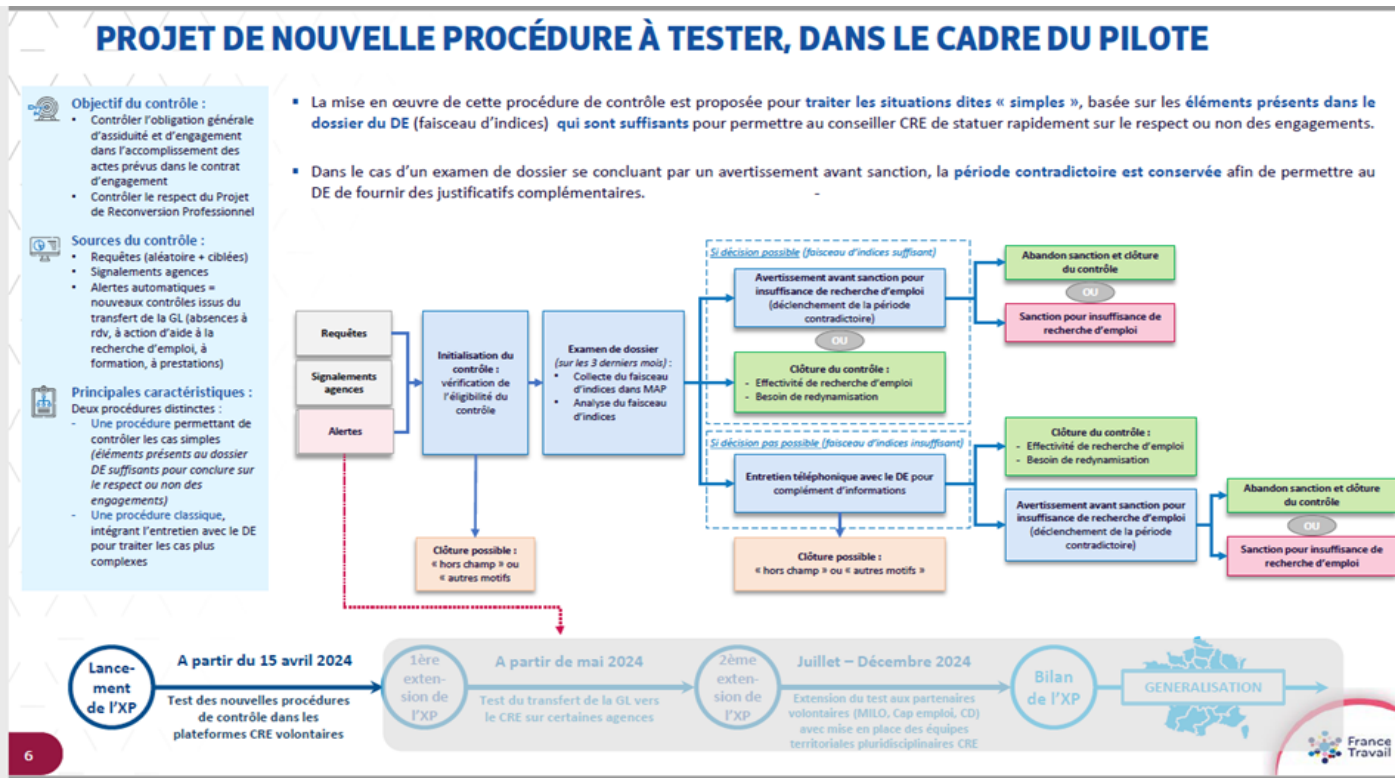 PROJET DE NOUVELLE PROCÉDURE À TESTER, DANS LE CADRE DU PILOTE
Objectif du contrôle :
• Contrôler l'obligation générale
d'assiduité et d'engagement
dans l'accomplissement des
actes prévus dans le contrat
d'engagement
• Contrôler le respect du Projet
de Reconversion Professionnel
Sources du contrôle :
• Requêtes (aléatoire + ciblées)
• Signalements agences
• Alertes automatiques =
nouveaux contrôles issus du
transfert de la GL (absences à
rdv, à action d'aide à la
recherche d'emploi, à
formation, à prestations)
Principales caractéristiques :
Deux procédures distinctes :
- Une procédure permettant de
contrôler les cas simples
(éléments présents au dossier
DE suffisants pour conclure sur
le respect ou non des
engagements)
- Une procédure classique,
intégrant l'entretien avec le DE
pour traiter les cas plus
complexes
▪ La mise en œuvre de cette procédure de contrôle est proposée pour traiter les situations dites « simples », basée sur les éléments présents dans le
dossier du DE (faisceau d'indices) qui sont suffisants pour permettre au conseiller CRE de statuer rapidement sur le respect ou non des engagements.
▪ Dans le cas d'un examen de dossier se concluant par un avertissement avant sanction, la période contradictoire est conservée afin de permettre au
DE de fournir des justificatifs complémentaires. -
Requêtes
Signalements
agences
Alertes
Initialisation du
contrôle :
vérification de
l'éligibilité du
contrôle
Clôture possible :
« hors champ » ou
« autres motifs
Examen de dossier
(sur les 3 derniers mois) :
• Collecte du faisceau
d'indices dans MAP
• Analyse du faisceau
d'indices
Si décision possible (faisceau d'indices suffisant)
Avertissement avant sanction pour
insuffisance de recherche d'emploi
(déclenchement de la période
contradictoire)
OU
Clôture du contrôle :
- Effectivité de recherche d'emploi
- Besoin de redynamisation
Abandon sanction et clôture
du contrôle
OU
Sanction pour insuffisance de
recherche d'emploi
Si décision pas possible (faisceau d'indices insuffisant)
Entretien téléphonique avec le DE pour
complément d'informations
Clôture possible :
« hors champ » ou « autres motifs »
Clôture du contrôle :
- Effectivité de recherche d'emploi
- Besoin de redynamisation
Avertissement avant sanction pour
insuffisance de recherche d'emploi
(déclenchement de la période
contradictoire)
Abandon sanction et clôture
du contrôle
OU
Sanction pour insuffisance de
recherche d'emploi
Lance-
ment
de l'XP
A partir du 15 avril 2024
Test des nouvelles procédures
de contrôle dans les
plateformes CRE volontaires
1ère
exten-
sion de
l'XP
A partir de mai 2024
Test du transfert de la GL vers
le CRE sur certaines agences
2ème
exten-
sion de
l'XP
Juillet – Décembre 2024
Extension du test aux partenaires
volontaires (MILO, Cap emploi, CD)
avec mise en place des équipes
territoriales pluridisciplinaires CRE
Bilan
de l'XP
GENERALISATION
6
France
Travail